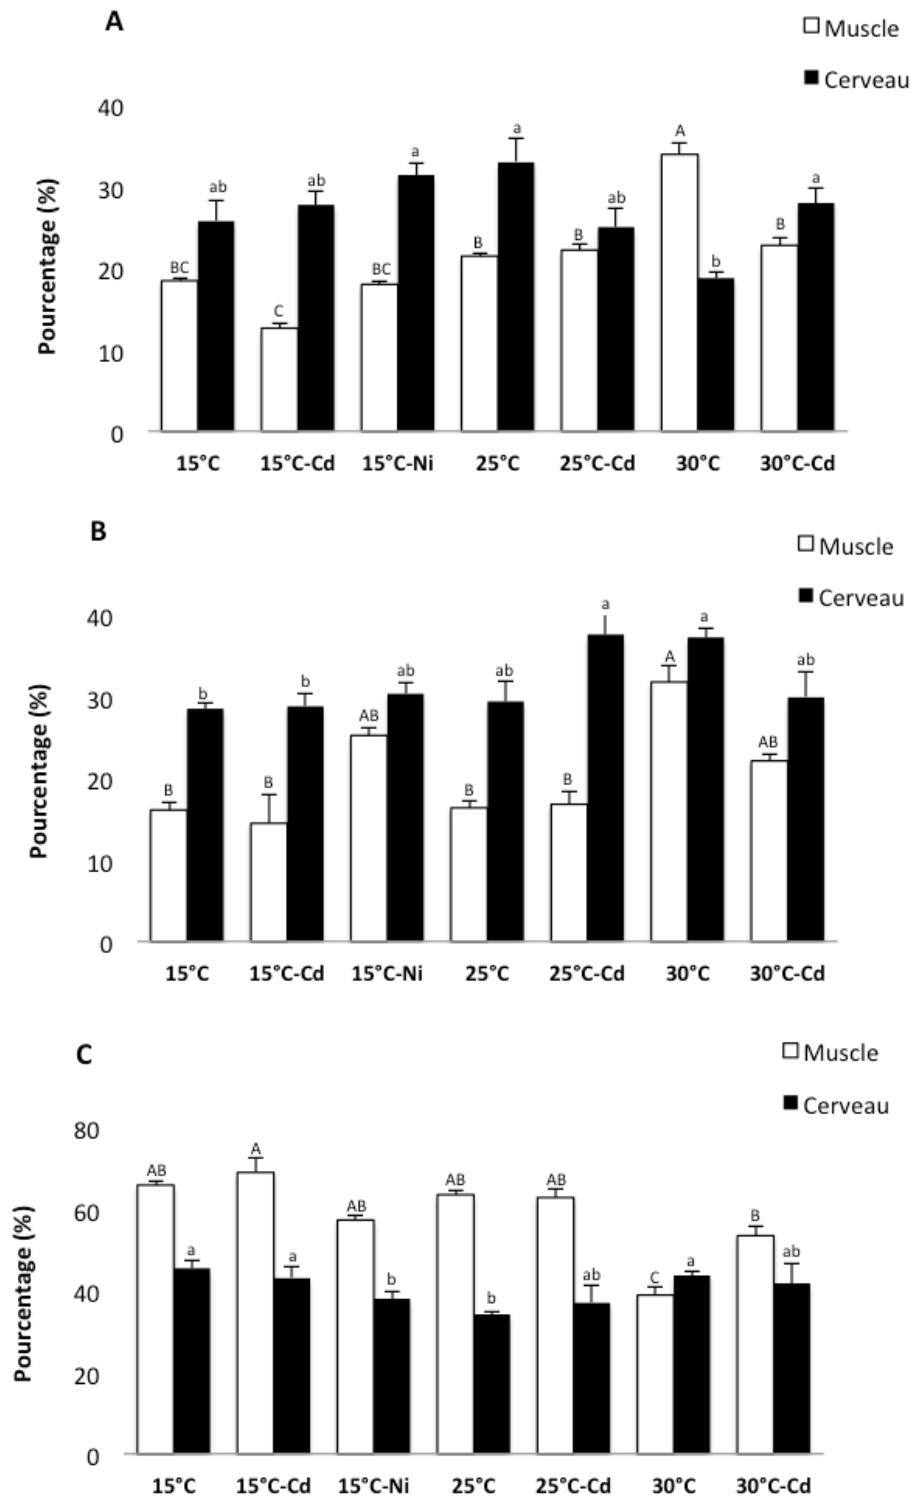 A
Muscle
Cerveau
Pourcentage (%)
40
30
20
10
0
BC
ab
C
ab
BC
a
B
a
B
ab
A
b
B
a
15°C
15°C-Cd
15°C-Ni
25°C
25°C-Cd
30°C
30°C-Cd
B
Muscle
Cerveau
Pourcentage (%)
40
30
20
10
0
B
b
B
b
AB
ab
B
ab
B
a
A
a
AB
ab
15°C
15°C-Cd
15°C-Ni
25°C
25°C-Cd
30°C
30°C-Cd
C
Muscle
Cerveau
Pourcentage (%)
80
60
40
20
0
AB
a
A
a
AB
b
AB
b
AB
ab
C
a
B
ab
15°C
15°C-Cd
15°C-Ni
25°C
25°C-Cd
30°C
30°C-Cd